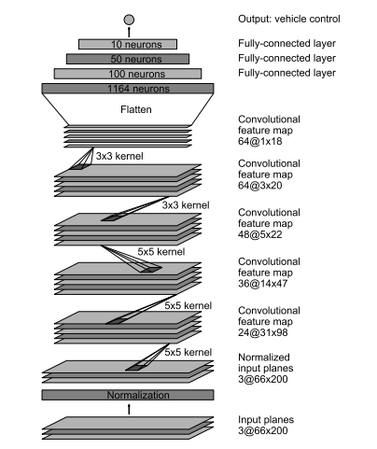 Output: vehicle control
10 neurons
Fully-connected layer
50 neurons
Fully-connected layer
100 neurons
Fully-connected layer
1164 neurons
Flatten
Convolutional
feature map
64@1x18
3x3 kernel
Convolutional
feature map
64@3x20
3x3 kernel
Convolutional
feature map
48@5x22
5x5 kernel
Convolutional
feature map
36@14x47
5x5 kernel
Convolutional
feature map
24@31x98
5x5 kernel
Normalized
input planes
3@66x200
Normalization
Input planes
3@66x200